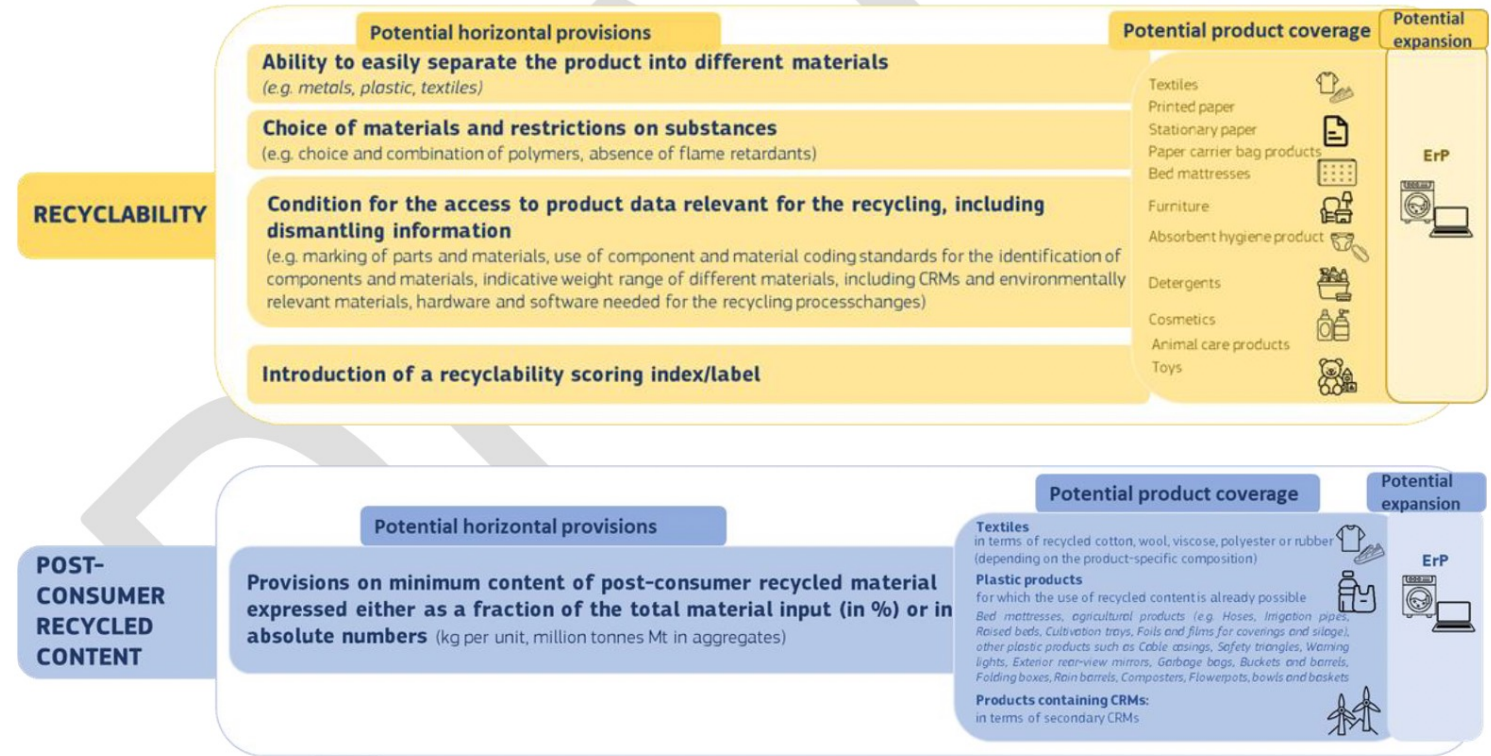 Potential horizontal provisions
Potential product coverage
Potential
expansion
RECYCLABILITY
Ability to easily separate the product into different materials
(e.g. metals, plastic, textiles)
Choice of materials and restrictions on substances
(e.g. choice and combination of polymers, absence of flame retardants)
Condition for the access to product data relevant for the recycling, including
dismantling information
(e.g. marking of parts and materials, use of component and material coding standards for the identification of
components and materials, indicative weight range of different materials, including CRMs and environmentally
relevant materials, hardware and software needed for the recycling processchanges)
Introduction of a recyclability scoring index/label
Textiles
Printed paper
Stationary paper
Paper carrier bag products
Bed mattresses
Furniture
Absorbent hygiene product
Detergents
Cosmetics
Animal care products
Toys
ErP
Potential horizontal provisions
Potential product coverage
Potential
expansion
POST-
CONSUMER
RECYCLED
CONTENT
Provisions on minimum content of post-consumer recycled material
expressed either as a fraction of the total material input (in %) or in
absolute numbers (kg per unit, million tonnes Mt in aggregates)
Textiles
in terms of recycled cotton, wool, viscose, polyester or rubber
(depending on the product-specific composition)
Plastic products
for which the use of recycled content is already possible
Bed mattresses, agricultural products (e.g. Hoses, Irrigation pipes,
Raised beds, Cultivation trays, Foils and films for coverings and silage),
other plastic products such as Cable casings, Safety triangles, Warning
lights, Exterior rear-view mirrors, Garbage bags, Buckets and barrels,
Folding boxes, Rain barrels, Composters, Flowerpots, bowls and baskets
Products containing CRMs:
in terms of secondary CRMs
ErP